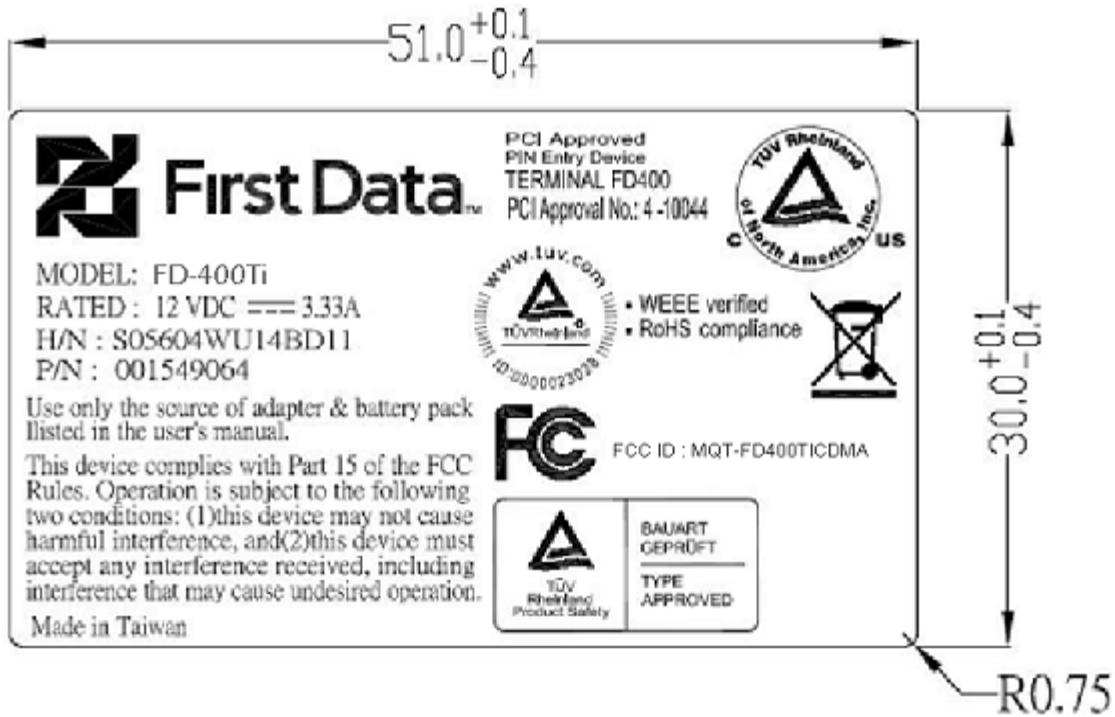 51.0 +0.1 -0.4
First Data™
PCI Approved
PIN Entry Device
TERMINAL FD400
PCI Approval No.: 4 -10044
TÜV Rheinland
of North America, Inc.
C US
MODEL: FD-400Ti
RATED : 12 VDC 3.33A
H/N : S05604WU14BD11
P/N : 001549064
www.tuv.com
TÜVRheinland ®
ID:0000023028
• WEEE verified
• RoHS compliance
30.0 +0.1 -0.4
Use only the source of adapter & battery pack
llisted in the user's manual.
This device complies with Part 15 of the FCC
Rules. Operation is subject to the following
two conditions: (1)this device may not cause
harmful interference, and(2)this device must
accept any interference received, including
interference that may cause undesired operation.
Made in Taiwan
FC
FCC ID : MQT-FD400TICDMA
TÜV
Rheinland
Product Safety
BAUART
GEPRÜFT
TYPE
APPROVED
R0.75